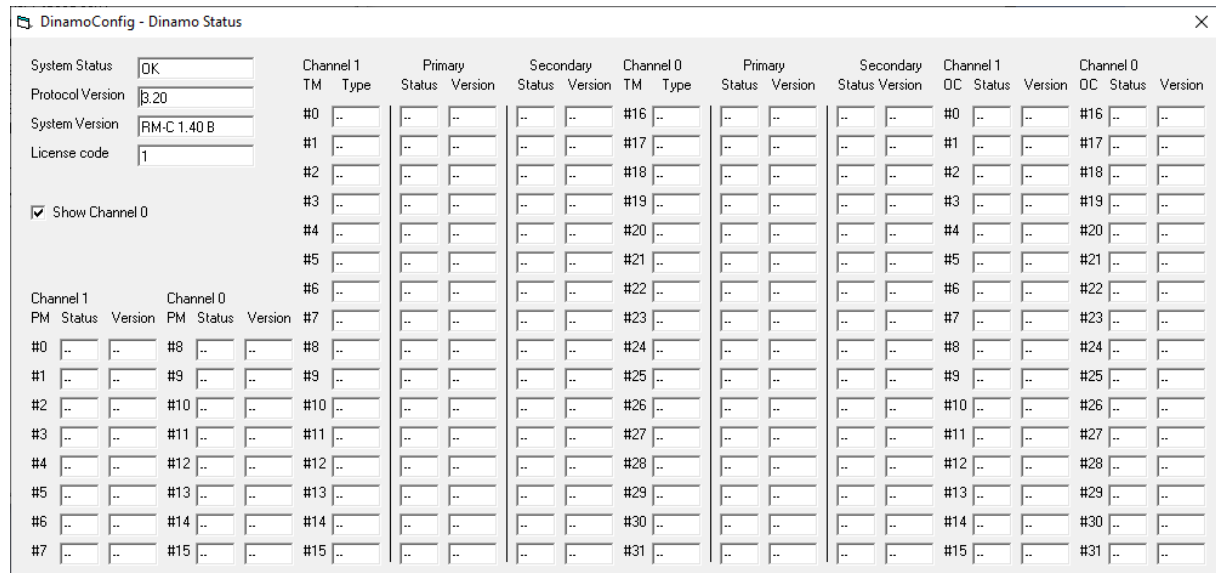 DinamoConfig - Dinamo Status
System Status OK
Protocol Version 3.20
System Version RM-C 1.40 B
License code 1
Show Channel 0
Channel 1 Channel 0
PM Status Version PM Status Version
#0 .. .. #8 .. ..
#1 .. .. #9 .. ..
#2 .. .. #10 .. ..
#3 .. .. #11 .. ..
#4 .. .. #12 .. ..
#5 .. .. #13 .. ..
#6 .. .. #14 .. ..
#7 .. .. #15 .. ..
Channel 1 Primary Secondary Channel 0 Primary Secondary Channel 1 Channel 0
TM Type Status Version Status Version TM Type Status Version Status Version OC Status Version OC Status Version
#0 .. .. .. .. .. #16 .. .. .. .. .. #0 .. .. #16 .. ..
#1 .. .. .. .. .. #17 .. .. .. .. .. #1 .. .. #17 .. ..
#2 .. .. .. .. .. #18 .. .. .. .. .. #2 .. .. #18 .. ..
#3 .. .. .. .. .. #19 .. .. .. .. .. #3 .. .. #19 .. ..
#4 .. .. .. .. .. #20 .. .. .. .. .. #4 .. .. #20 .. ..
#5 .. .. .. .. .. #21 .. .. .. .. .. #5 .. .. #21 .. ..
#6 .. .. .. .. .. #22 .. .. .. .. .. #6 .. .. #22 .. ..
#7 .. .. .. .. .. #23 .. .. .. .. .. #7 .. .. #23 .. ..
#8 .. .. .. .. .. #24 .. .. .. .. .. #8 .. .. #24 .. ..
#9 .. .. .. .. .. #25 .. .. .. .. .. #9 .. .. #25 .. ..
#10 .. .. .. .. .. #26 .. .. .. .. .. #10 .. .. #26 .. ..
#11 .. .. .. .. .. #27 .. .. .. .. .. #11 .. .. #27 .. ..
#12 .. .. .. .. .. #28 .. .. .. .. .. #12 .. .. #28 .. ..
#13 .. .. .. .. .. #29 .. .. .. .. .. #13 .. .. #29 .. ..
#14 .. .. .. .. .. #30 .. .. .. .. .. #14 .. .. #30 .. ..
#15 .. .. .. .. .. #31 .. .. .. .. .. #15 .. .. #31 .. ..